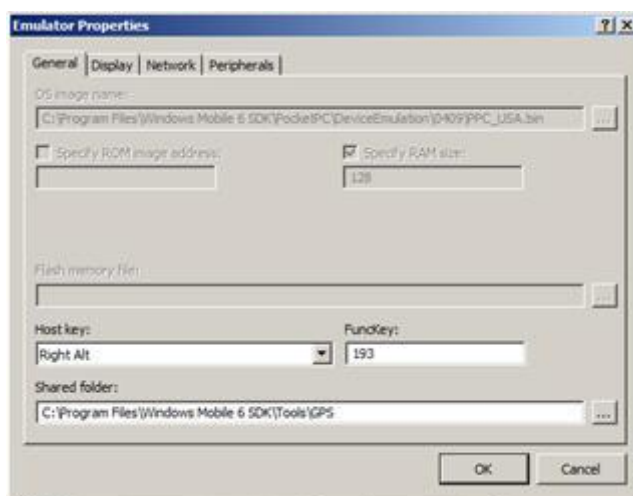 Emulator Properties
General Display Network Peripherals
OS image name:
C:\Program Files\Windows Mobile 6 SDK\PocketPC\DeviceEmulation\0409\PPC_USA.bin ...
Specify ROM image address: Specify RAM size:
128
Flash memory file:
...
Host key: FuncKey:
Right Alt 193
Shared folder:
C:\Program Files\Windows Mobile 6 SDK\Tools\GPS ...
OK Cancel